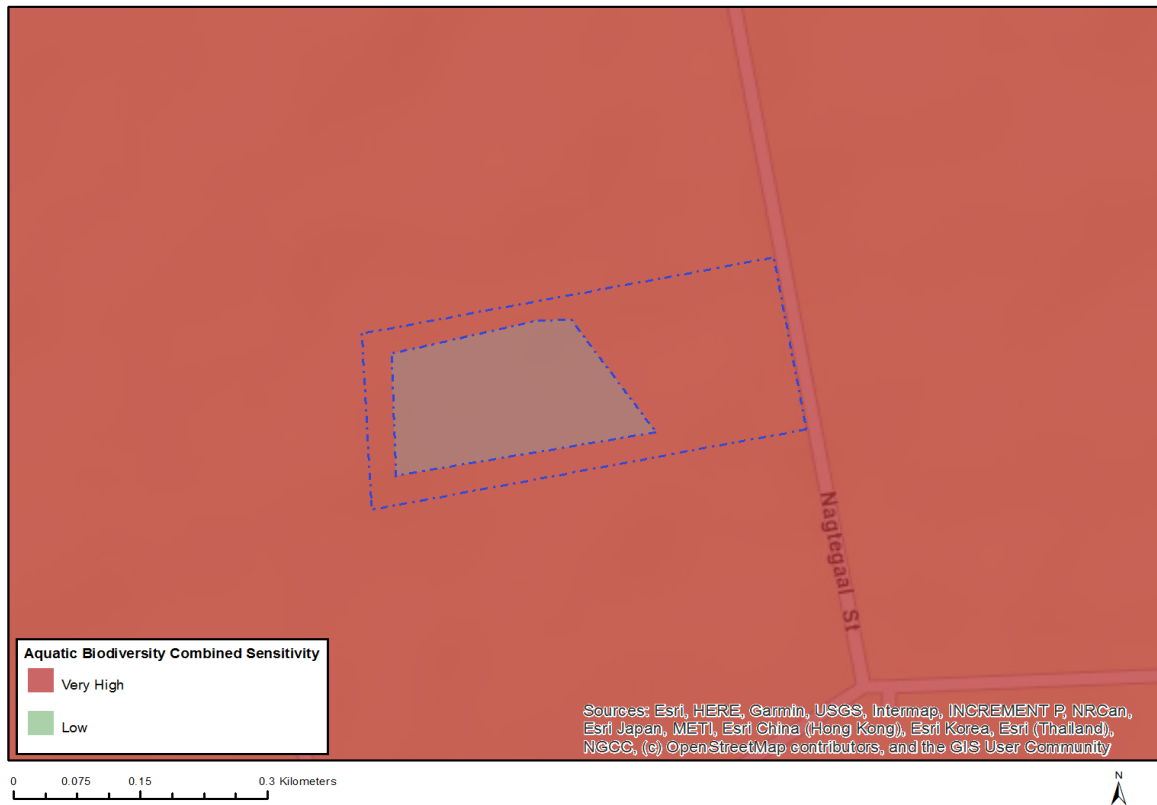 Nagtegaal St
Aquatic Biodiversity Combined Sensitivity
Very High
Low
Sources: Esri, HERE, Garmin, USGS, Intermap, INCREMENT P, NRCan,
Esri Japan, METI, Esri China (Hong Kong), Esri Korea, Esri (Thailand),
NGCC, (c) OpenStreetMap contributors, and the GIS User Community
0 0.075 0.15 0.3 Kilometers
N